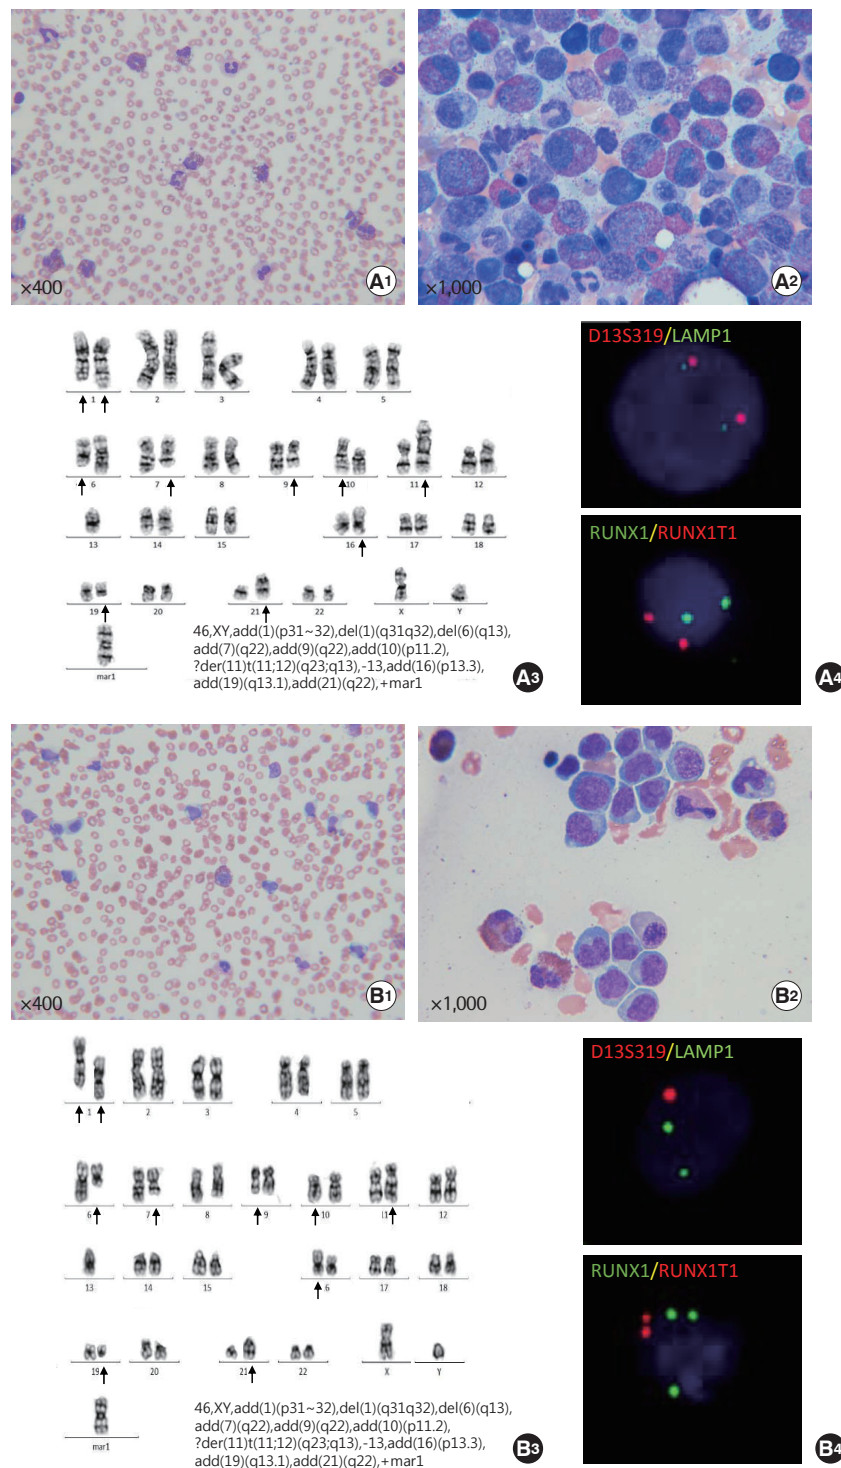 ×400
A1
×1,000
A2
1 2 3 4 5
6 7 8 9 10 11 12
13 14 15 16 17 18
19 20 21 22 X Y
mar1
46,XY,add(1)(p31~32),del(1)(q31q32),del(6)(q13),
add(7)(q22),add(9)(q22),add(10)(p11.2),
?der(11)t(11;12)(q23;q13),-13,add(16)(p13.3),
add(19)(q13.1),add(21)(q22),+mar1
A3
D13S319/LAMP1
RUNX1/RUNX1T1
A4
×400
B1
×1,000
B2
1 2 3 4 5
6 7 8 9 10 11 12
13 14 15 6 17 18
19 20 21 22 X Y
mar1
46,XY,add(1)(p31~32),del(1)(q31q32),del(6)(q13),
add(7)(q22),add(9)(q22),add(10)(p11.2),
?der(11)t(11;12)(q23;q13),-13,add(16)(p13.3),
add(19)(q13.1),add(21)(q22),+mar1
B3
D13S319/LAMP1
RUNX1/RUNX1T1
B4